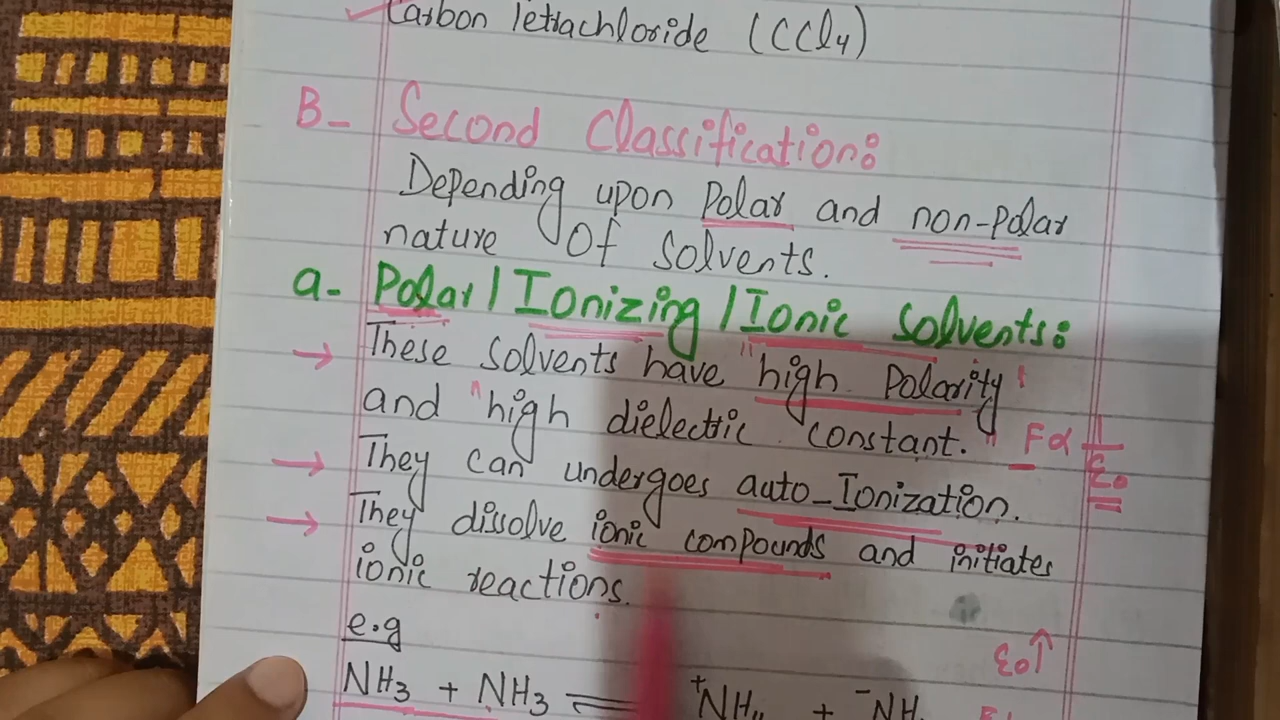 Carbon Tetrachloride (CCl4)
B- Second Classification:
Depending upon Polar and non-polar
nature of Solvents.
a- Polar / Ionizing / Ionic Solvents:
→ These Solvents have "high Polarity"
and "high dielectric constant." F∝ 1/ε0
→ They can undergoes auto-Ionization.
→ They dissolve ionic compounds and initiates
ionic reactions.
ε0↑
e.g
NH3 + NH3 ⇌ +NH4 + -NH